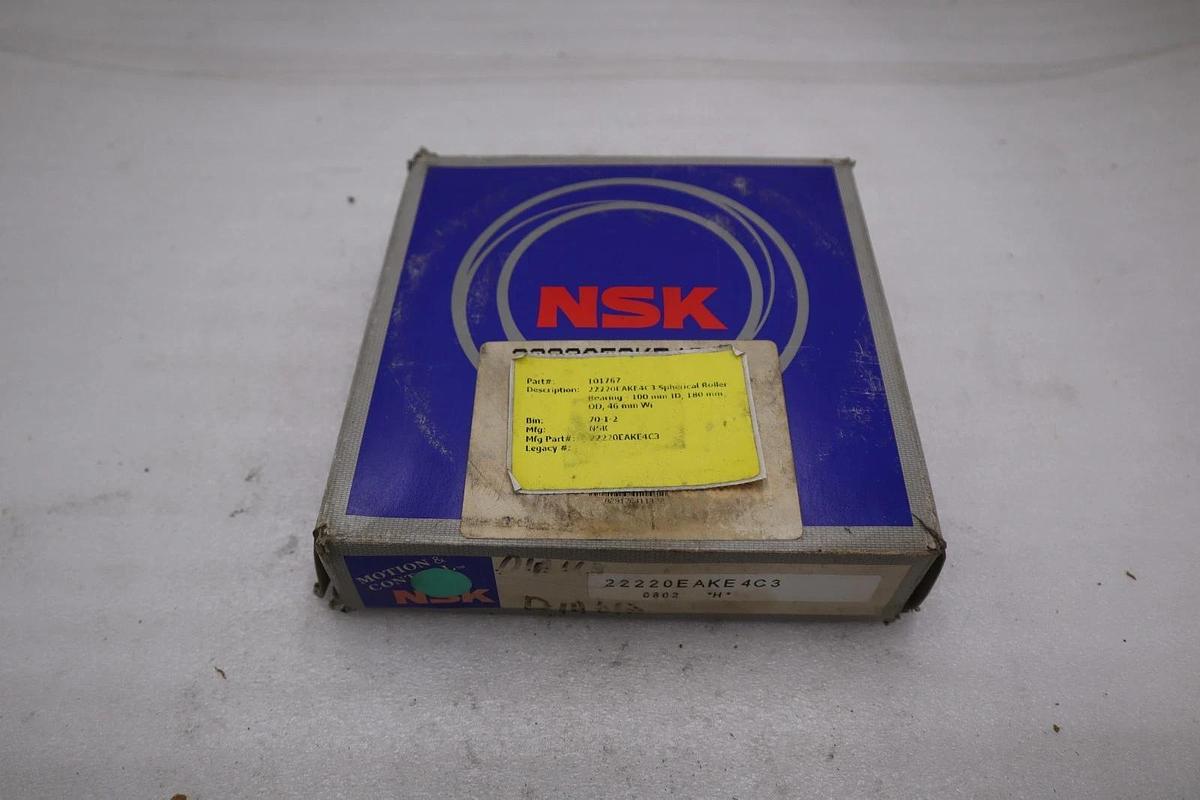 NSK
Part#: 101767
Description: 22220EAKE4C3 Spherical Roller
Bearing - 100 mm ID, 180 mm
OD, 46 mm Wi
Bin: 70-1-2
Mfg: NSK
Mfg Part#: 22220EAKE4C3
Legacy #:
MOTION &
NSK
22220EAKE4C3
0802 "H"